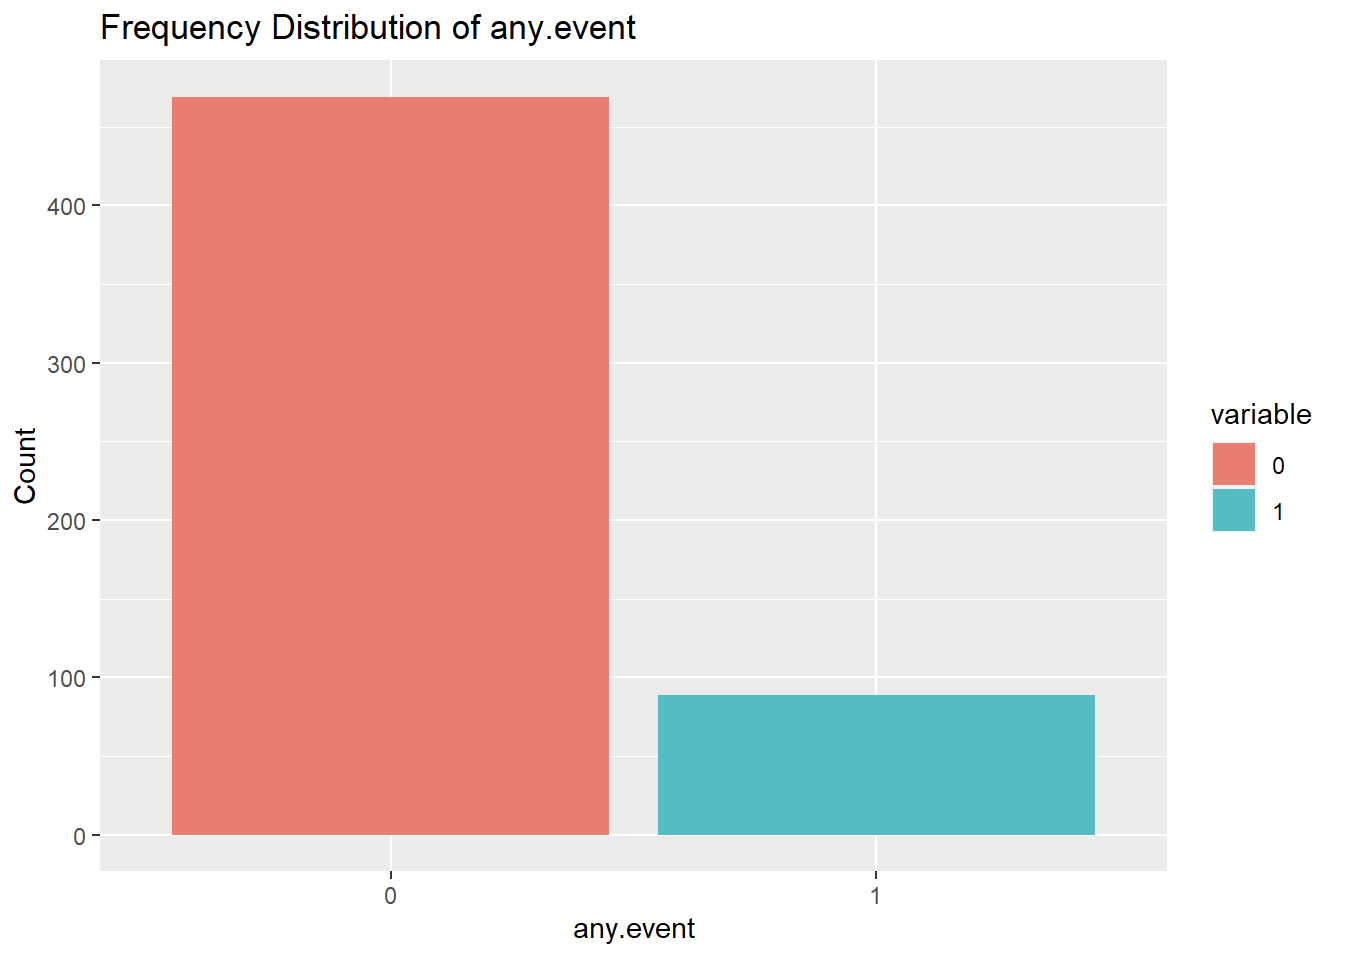 Frequency Distribution of any.event
Count
400
300
200
100
0
0
1
any.event
variable
0
1